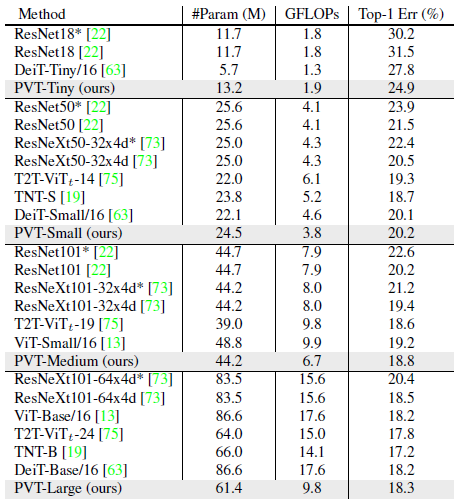 Method #Param (M) GFLOPs Top-1 Err (%)
ResNet18* [22] 11.7 1.8 30.2
ResNet18 [22] 11.7 1.8 31.5
DeiT-Tiny/16 [63] 5.7 1.3 27.8
PVT-Tiny (ours) 13.2 1.9 24.9
ResNet50* [22] 25.6 4.1 23.9
ResNet50 [22] 25.6 4.1 21.5
ResNeXt50-32x4d* [73] 25.0 4.3 22.4
ResNeXt50-32x4d [73] 25.0 4.3 20.5
T2T-ViTt-14 [75] 22.0 6.1 19.3
TNT-S [19] 23.8 5.2 18.7
DeiT-Small/16 [63] 22.1 4.6 20.1
PVT-Small (ours) 24.5 3.8 20.2
ResNet101* [22] 44.7 7.9 22.6
ResNet101 [22] 44.7 7.9 20.2
ResNeXt101-32x4d* [73] 44.2 8.0 21.2
ResNeXt101-32x4d [73] 44.2 8.0 19.4
T2T-ViTt-19 [75] 39.0 9.8 18.6
ViT-Small/16 [13] 48.8 9.9 19.2
PVT-Medium (ours) 44.2 6.7 18.8
ResNeXt101-64x4d* [73] 83.5 15.6 20.4
ResNeXt101-64x4d [73] 83.5 15.6 18.5
ViT-Base/16 [13] 86.6 17.6 18.2
T2T-ViTt-24 [75] 64.0 15.0 17.8
TNT-B [19] 66.0 14.1 17.2
DeiT-Base/16 [63] 86.6 17.6 18.2
PVT-Large (ours) 61.4 9.8 18.3